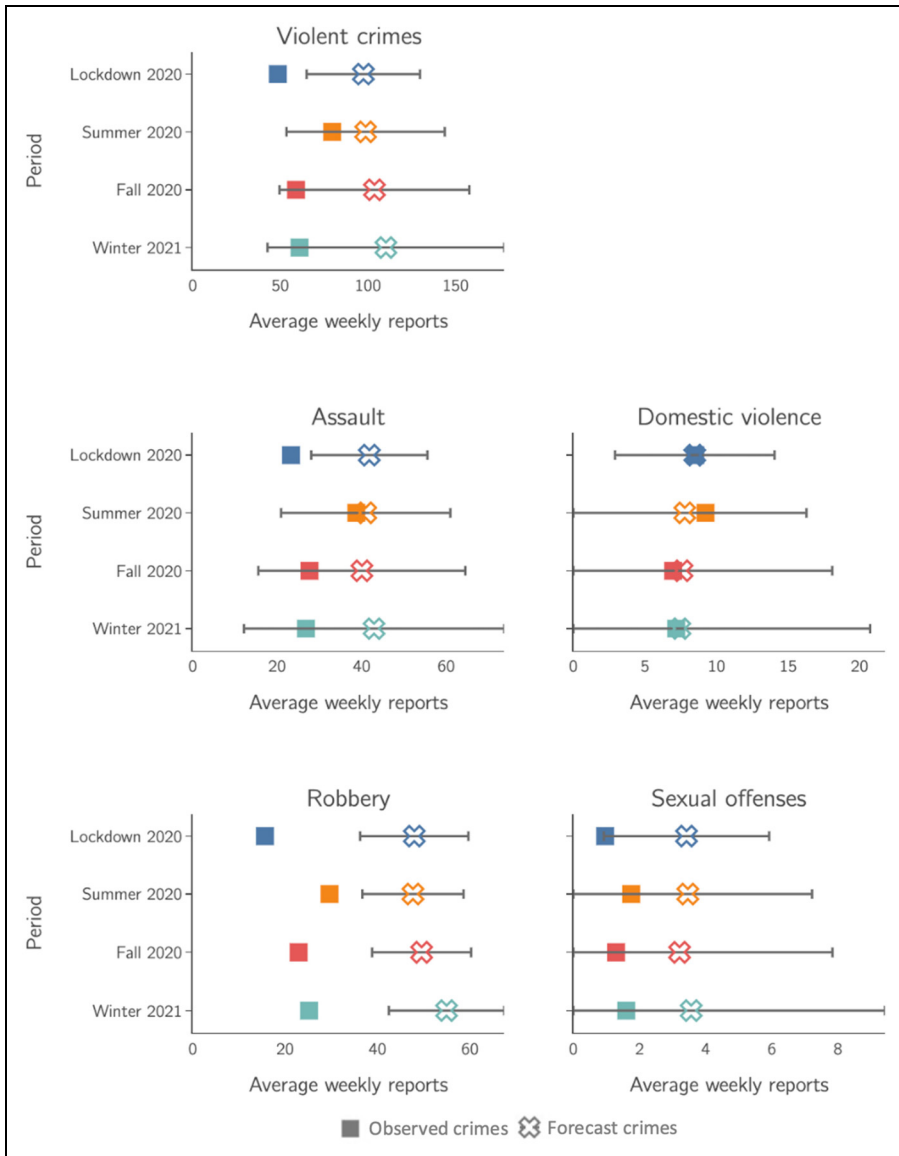 Violent crimes
Period
Lockdown 2020
Summer 2020
Fall 2020
Winter 2021
0 50 100 150
Average weekly reports
Assault
Period
Lockdown 2020
Summer 2020
Fall 2020
Winter 2021
0 20 40 60
Average weekly reports
Domestic violence
0 5 10 15 20
Average weekly reports
Robbery
Period
Lockdown 2020
Summer 2020
Fall 2020
Winter 2021
0 20 40 60
Average weekly reports
Sexual offenses
0 2 4 6 8
Average weekly reports
Observed crimes Forecast crimes